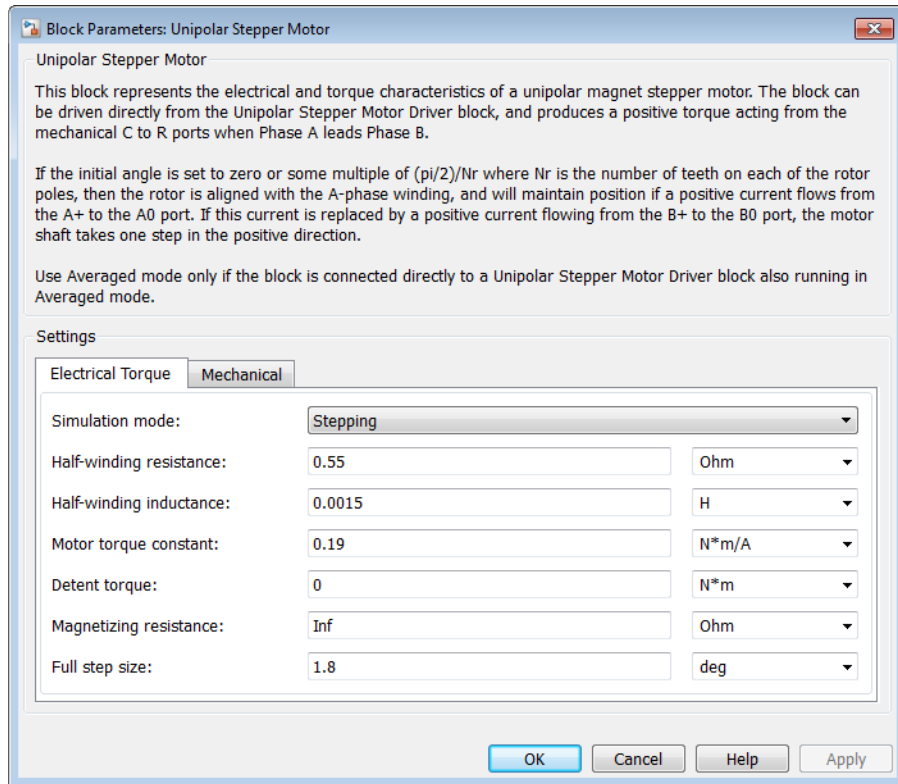 Block Parameters: Unipolar Stepper Motor
Unipolar Stepper Motor
This block represents the electrical and torque characteristics of a unipolar magnet stepper motor. The block can
be driven directly from the Unipolar Stepper Motor Driver block, and produces a positive torque acting from the
mechanical C to R ports when Phase A leads Phase B.
If the initial angle is set to zero or some multiple of (pi/2)/Nr where Nr is the number of teeth on each of the rotor
poles, then the rotor is aligned with the A-phase winding, and will maintain position if a positive current flows from
the A+ to the A0 port. If this current is replaced by a positive current flowing from the B+ to the B0 port, the motor
shaft takes one step in the positive direction.
Use Averaged mode only if the block is connected directly to a Unipolar Stepper Motor Driver block also running in
Averaged mode.
Settings
Electrical Torque Mechanical
Simulation mode: Stepping
Half-winding resistance: 0.55 Ohm
Half-winding inductance: 0.0015 H
Motor torque constant: 0.19 N*m/A
Detent torque: 0 N*m
Magnetizing resistance: Inf Ohm
Full step size: 1.8 deg
OK Cancel Help Apply